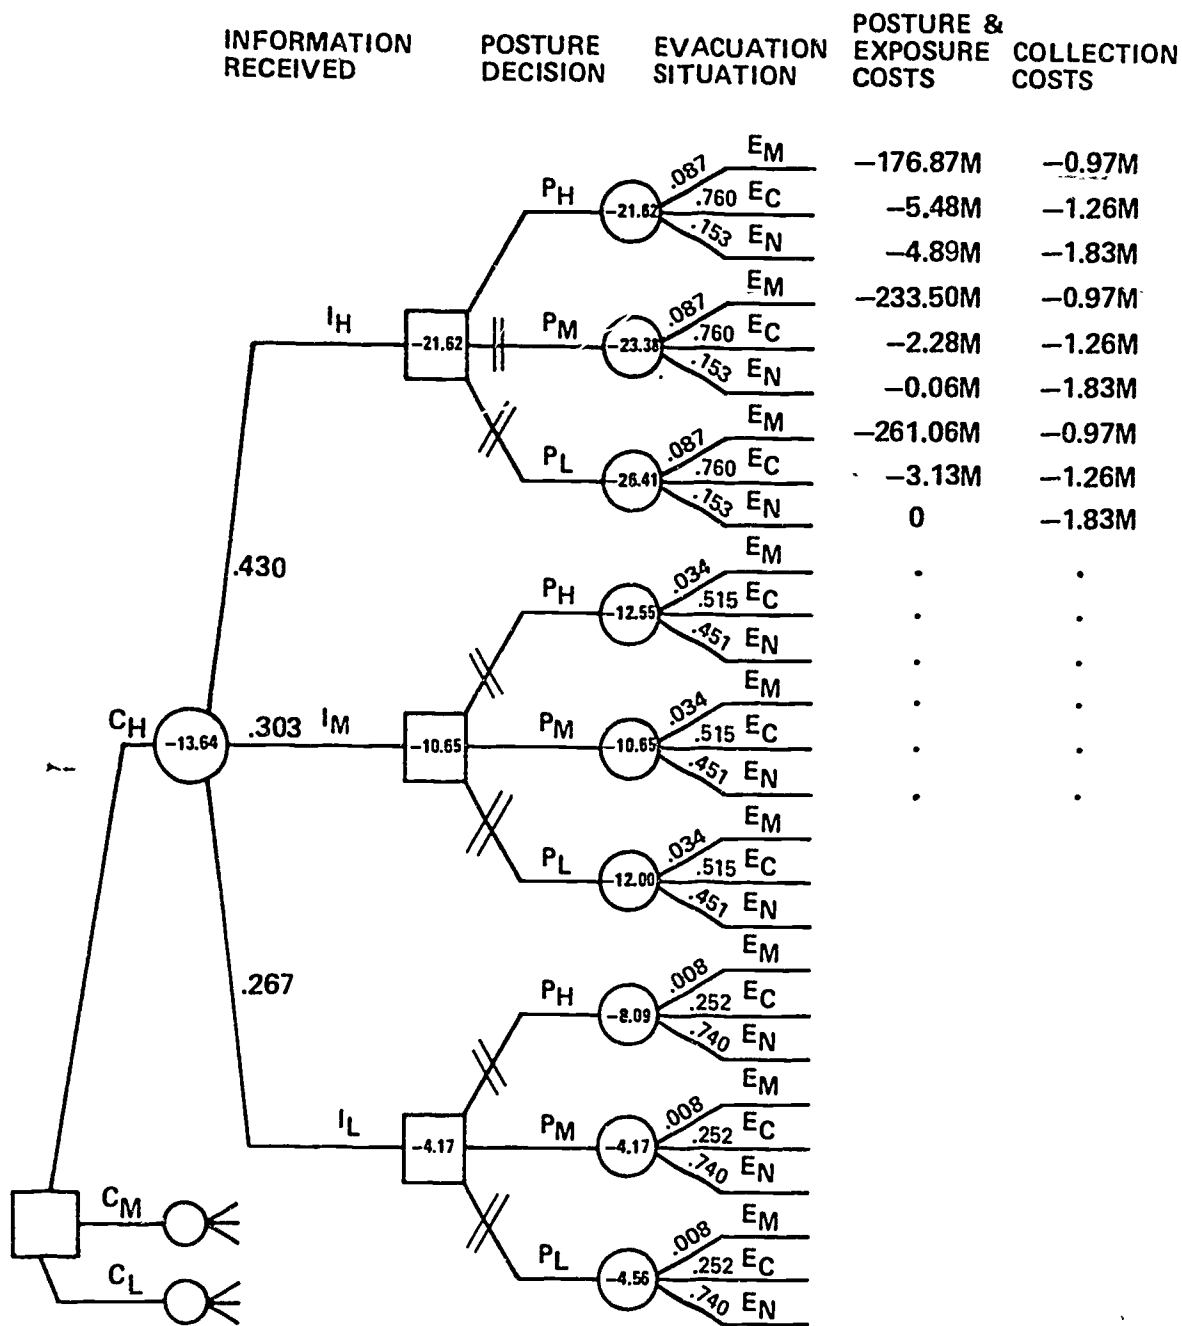 INFORMATION RECEIVED
POSTURE DECISION
EVACUATION SITUATION
POSTURE & EXPOSURE COSTS
COLLECTION COSTS
EM
.087
−176.87M −0.97M
PH
−21.62
.760 EC
−5.48M −1.26M
.153 EN
−4.89M −1.83M
EM
.087
−233.50M −0.97M
IH
−21.62
PM
−23.38
.760 EC
−2.28M −1.26M
.153 EN
−0.06M −1.83M
EM
.087
−261.06M −0.97M
PL
−26.41
.760 EC
−3.13M −1.26M
.153 EN
0 −1.83M
.430
EM
.034
PH
−12.55
.515 EC
.451 EN
EM
.034
CH
−13.64
.303 IM
−10.65
PM
−10.65
.515 EC
.451 EN
EM
.034
PL
−12.00
.515 EC
.451 EN
.267
EM
.008
PH
−8.09
.252 EC
.740 EN
EM
.008
IL
−4.17
PM
−4.17
.252 EC
.740 EN
CM
EM
.008
PL
−4.56
.252 EC
.740 EN
CL